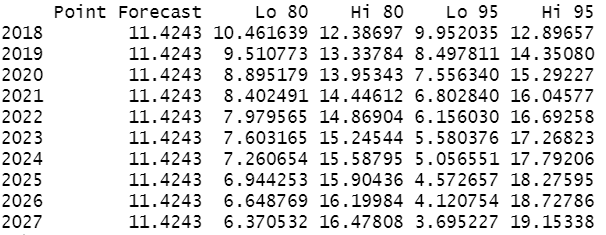 Point Forecast Lo 80 Hi 80 Lo 95 Hi 95
2018 11.4243 10.461639 12.38697 9.952035 12.89657
2019 11.4243 9.510773 13.33784 8.497811 14.35080
2020 11.4243 8.895179 13.95343 7.556340 15.29227
2021 11.4243 8.402491 14.44612 6.802840 16.04577
2022 11.4243 7.979565 14.86904 6.156030 16.69258
2023 11.4243 7.603165 15.24544 5.580376 17.26823
2024 11.4243 7.260654 15.58795 5.056551 17.79206
2025 11.4243 6.944253 15.90436 4.572657 18.27595
2026 11.4243 6.648769 16.19984 4.120754 18.72786
2027 11.4243 6.370532 16.47808 3.695227 19.15338